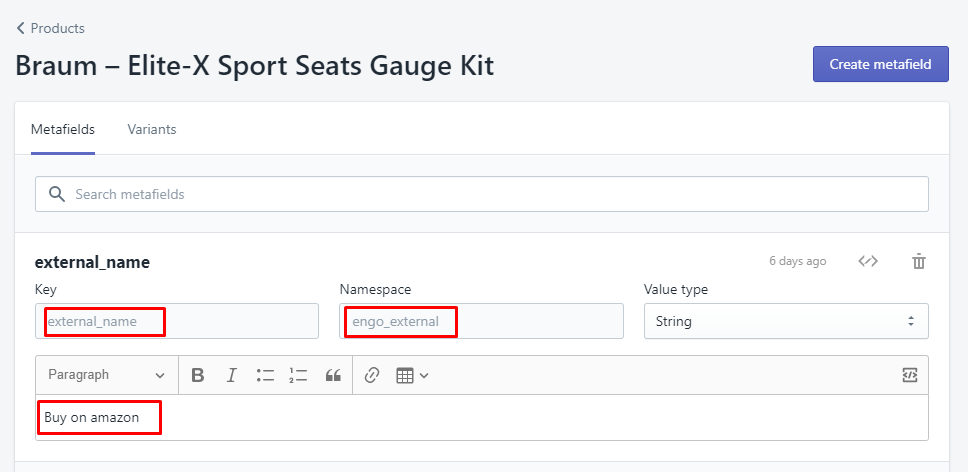 Products
Braum – Elite-X Sport Seats Gauge Kit
Create metafield
Metafields Variants
Search metafields
external_name 6 days ago
Key Namespace Value type
external_name engo_external String
Paragraph B I
Buy on amazon